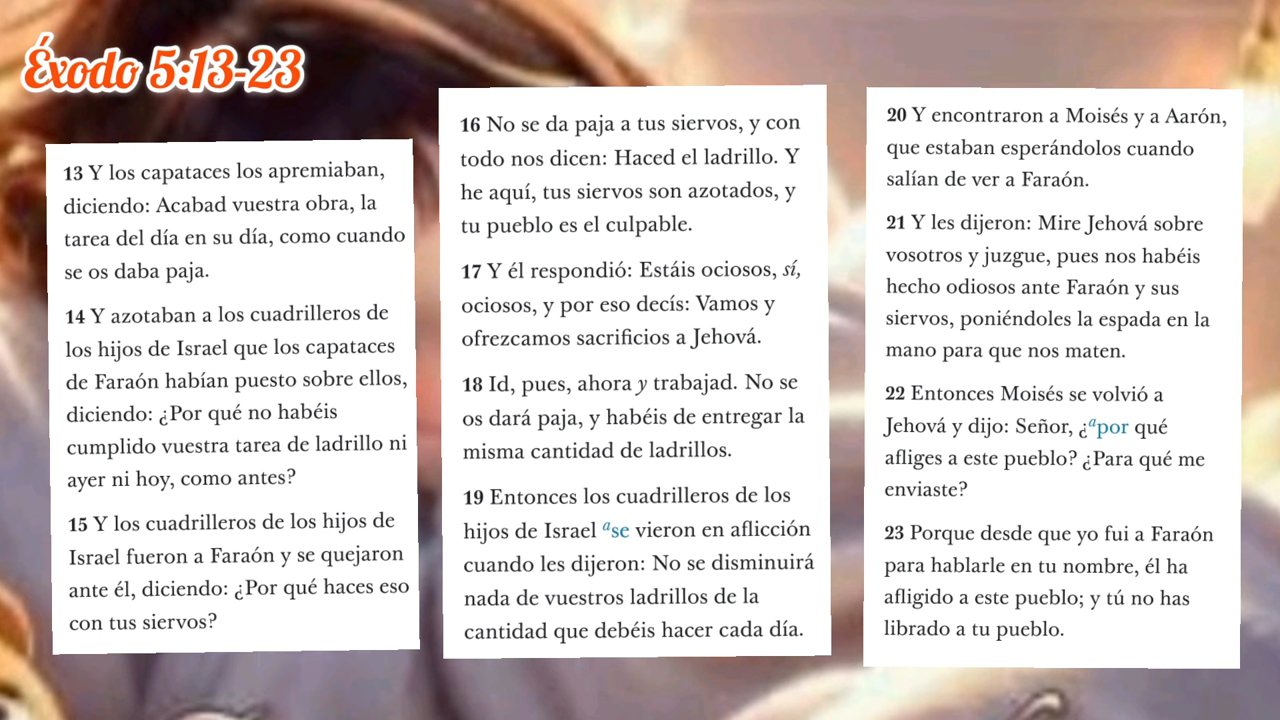 Éxodo 5:13-23
13 Y los capataces los apremiaban,
diciendo: Acabad vuestra obra, la
tarea del día en su día, como cuando
se os daba paja.
14 Y azotaban a los cuadrilleros de
los hijos de Israel que los capataces
de Faraón habían puesto sobre ellos,
diciendo: ¿Por qué no habéis
cumplido vuestra tarea de ladrillo ni
ayer ni hoy, como antes?
15 Y los cuadrilleros de los hijos de
Israel fueron a Faraón y se quejaron
ante él, diciendo: ¿Por qué haces eso
con tus siervos?
16 No se da paja a tus siervos, y con
todo nos dicen: Haced el ladrillo. Y
he aquí, tus siervos son azotados, y
tu pueblo es el culpable.
17 Y él respondió: Estáis ociosos, sí,
ociosos, y por eso decís: Vamos y
ofrezcamos sacrificios a Jehová.
18 Id, pues, ahora y trabajad. No se
os dará paja, y habéis de entregar la
misma cantidad de ladrillos.
19 Entonces los cuadrilleros de los
hijos de Israel ase vieron en aflicción
cuando les dijeron: No se disminuirá
nada de vuestros ladrillos de la
cantidad que debéis hacer cada día.
20 Y encontraron a Moisés y a Aarón,
que estaban esperándolos cuando
salían de ver a Faraón.
21 Y les dijeron: Mire Jehová sobre
vosotros y juzgue, pues nos habéis
hecho odiosos ante Faraón y sus
siervos, poniéndoles la espada en la
mano para que nos maten.
22 Entonces Moisés se volvió a
Jehová y dijo: Señor, ¿apor qué
afliges a este pueblo? ¿Para qué me
enviaste?
23 Porque desde que yo fui a Faraón
para hablarle en tu nombre, él ha
afligido a este pueblo; y tú no has
librado a tu pueblo.